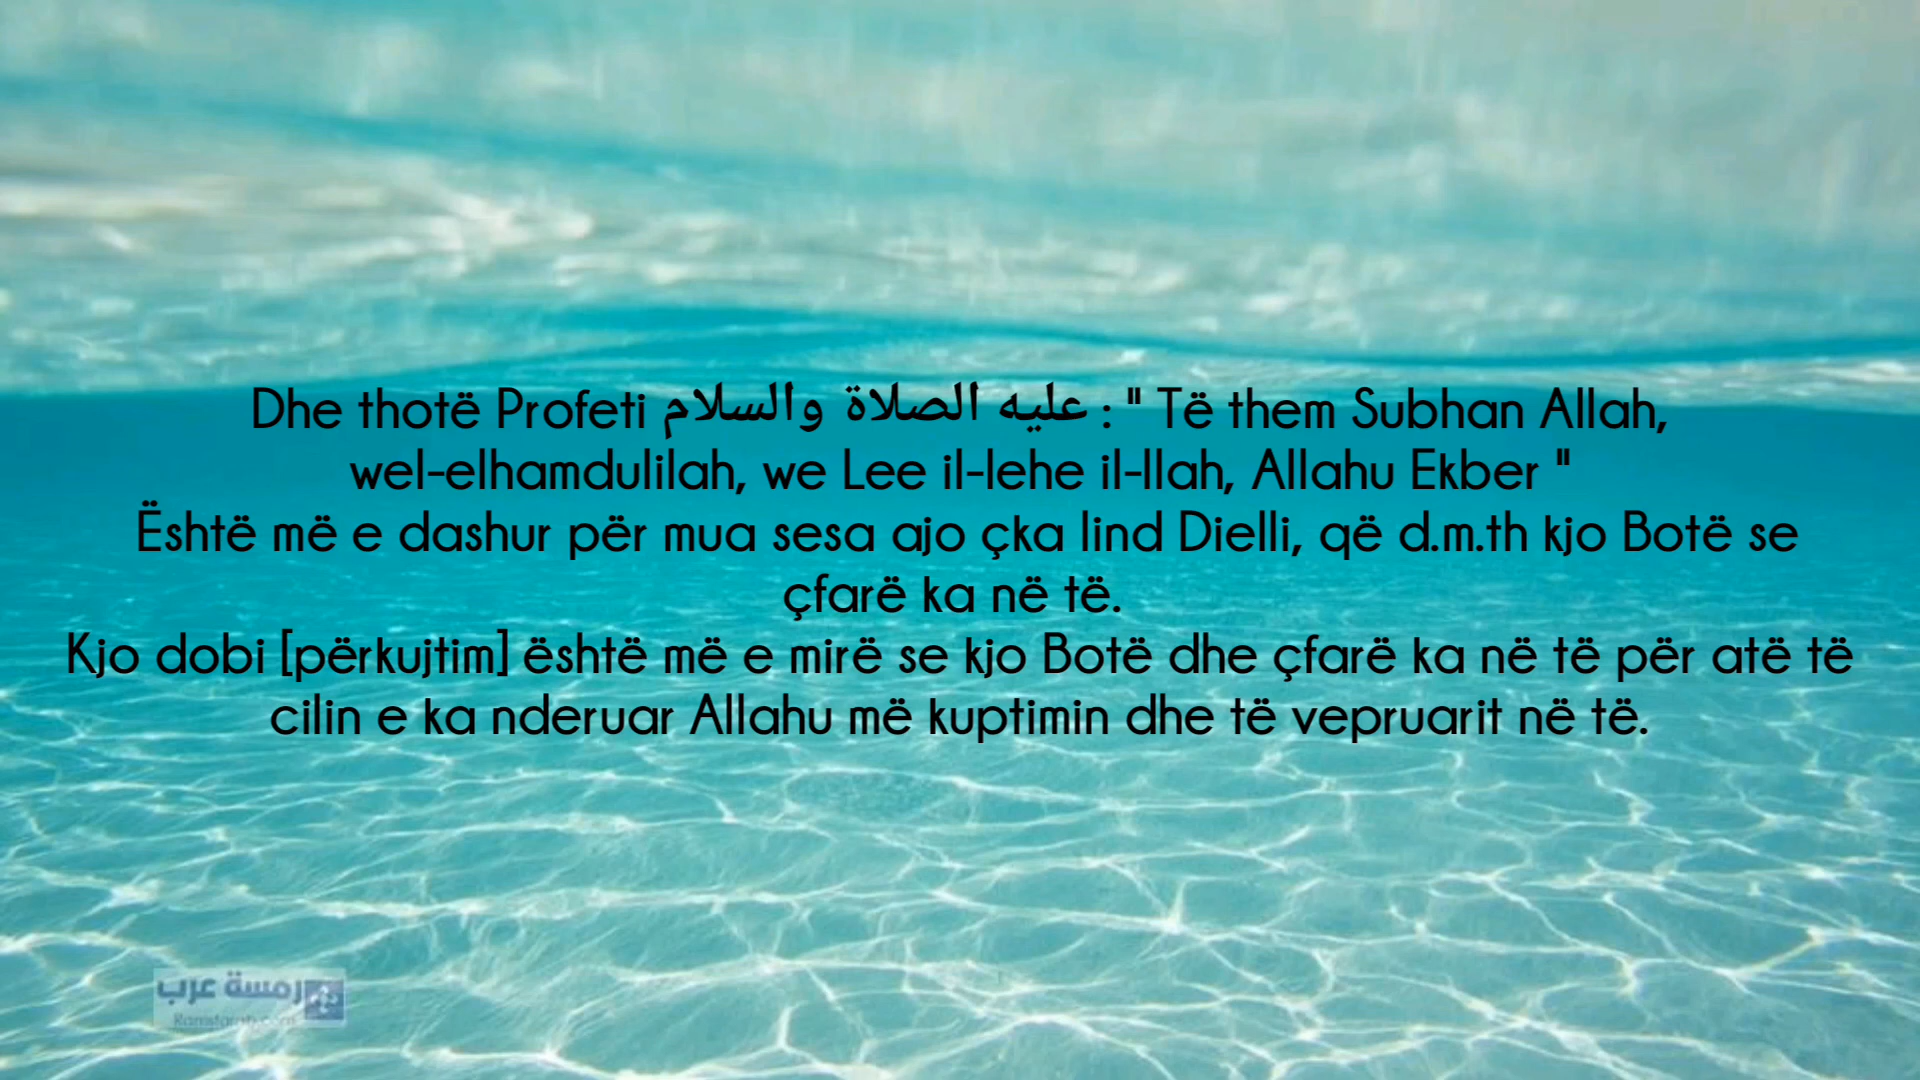 Dhe thotë Profeti عليه الصلاة والسلام : " Të them Subhan Allah,
wel-elhamdulilah, we Lee il-lehe il-llah, Allahu Ekber "
Është më e dashur për mua sesa ajo çka lind Dielli, që d.m.th kjo Botë se
çfarë ka në të.
Kjo dobi [përkujtim] është më e mirë se kjo Botë dhe çfarë ka në të për atë të
cilin e ka nderuar Allahu më kuptimin dhe të vepruarit në të.
رمسة عرب